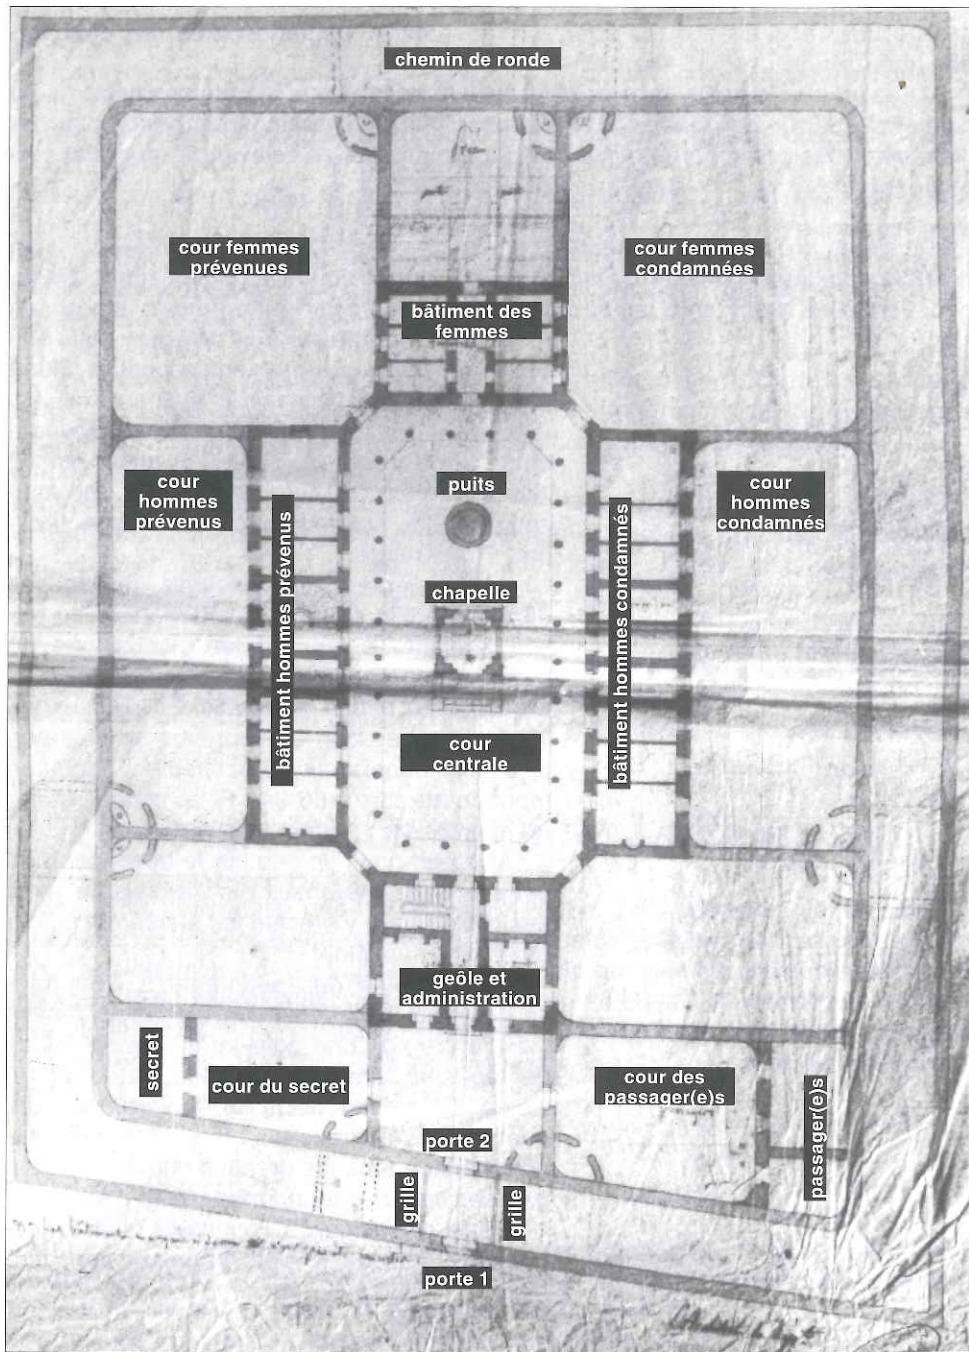 chemin de ronde
cour femmes
prévenues
cour femmes
condamnées
bâtiment des
femmes
cour
hommes
prévenus
puits
cour
hommes
condamnés
bâtiment hommes prévenus
chapelle
bâtiment hommes condamnés
cour
centrale
geôle et
administration
secret
cour du secret
cour des
passager(e)s
passager(e)s
porte 2
grille
grille
porte 1